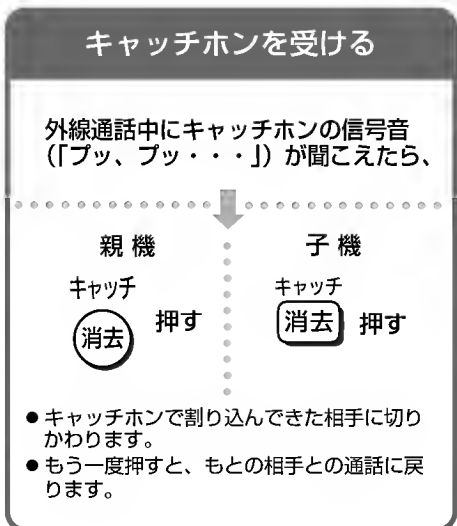 キャッチホンを受ける
外線通話中にキャッチホンの信号音
(「プッ、プッ・・・」)が聞こえたら、
親機
キャッチ
消去 押す
子機
キャッチ
消去 押す
●キャッチホンで割り込んできた相手に切り
かわります。
●もう一度押すと、もとの相手との通話に戻
ります。